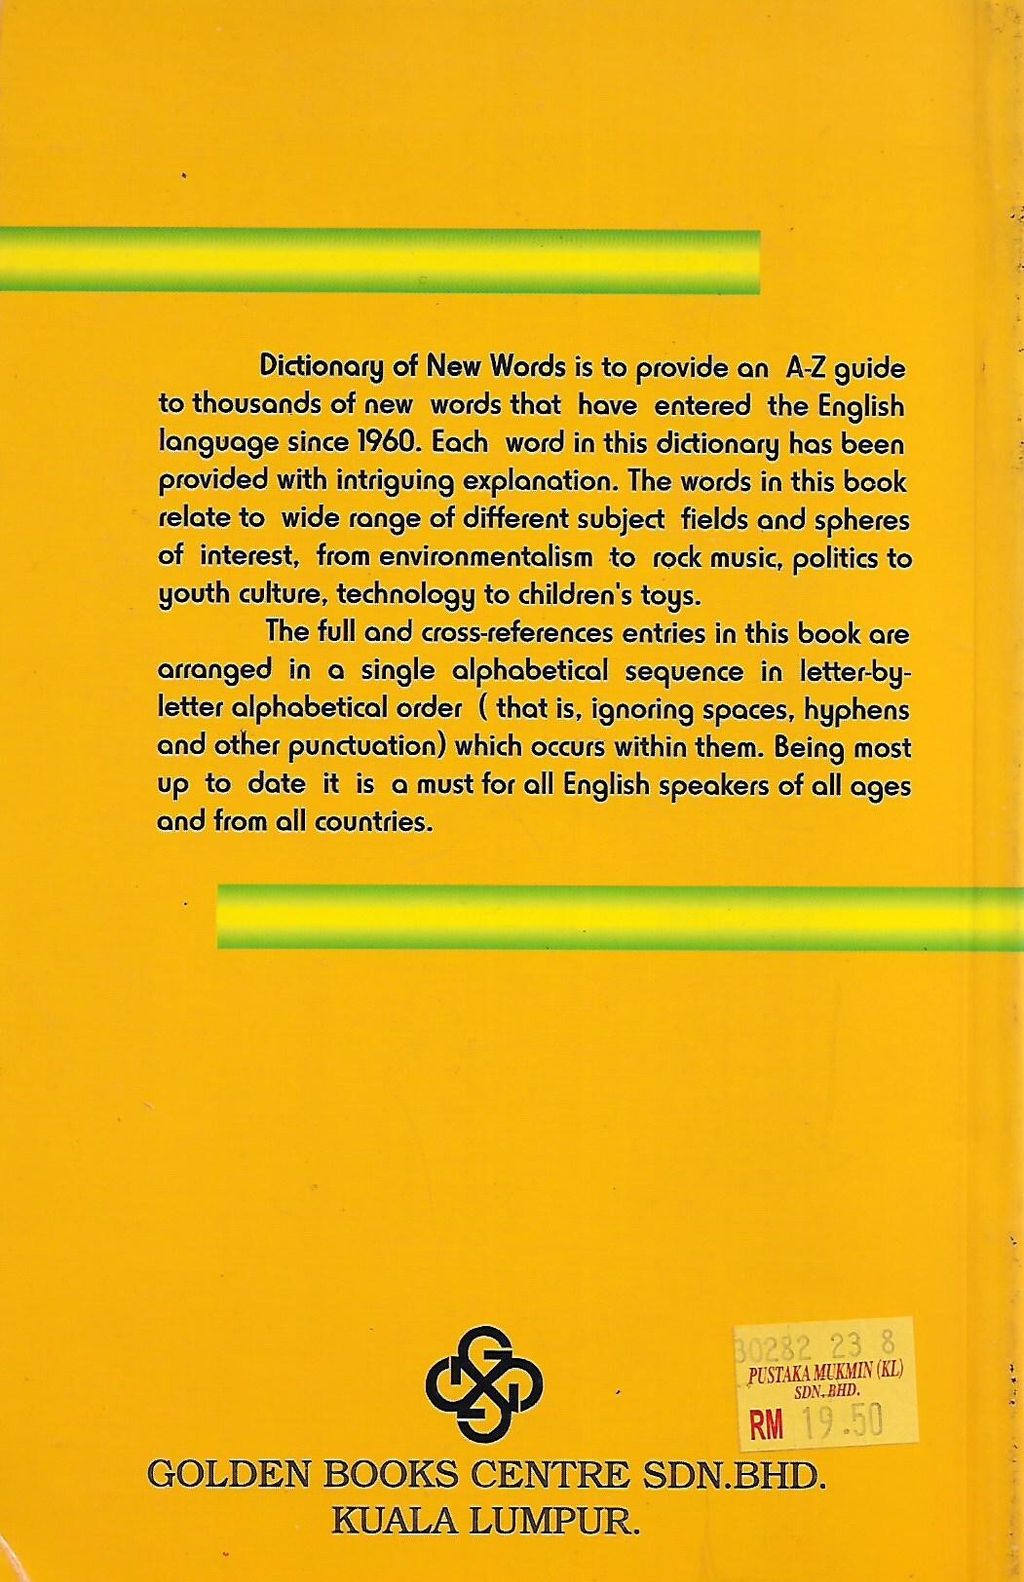 Dictionary of New Words is to provide an A-Z guide
to thousands of new words that have entered the English
language since 1960. Each word in this dictionary has been
provided with intriguing explanation. The words in this book
relate to wide range of different subject fields and spheres
of interest, from environmentalism to rock music, politics to
youth culture, technology to children's toys.
The full and cross-references entries in this book are
arranged in a single alphabetical sequence in letter-by-
letter alphabetical order ( that is, ignoring spaces, hyphens
and other punctuation) which occurs within them. Being most
up to date it is a must for all English speakers of all ages
and from all countries.
30282 23 8
PUSTAKA MUKMIN (KL)
SDN. BHD.
RM 19.50
GOLDEN BOOKS CENTRE SDN.BHD.
KUALA LUMPUR.